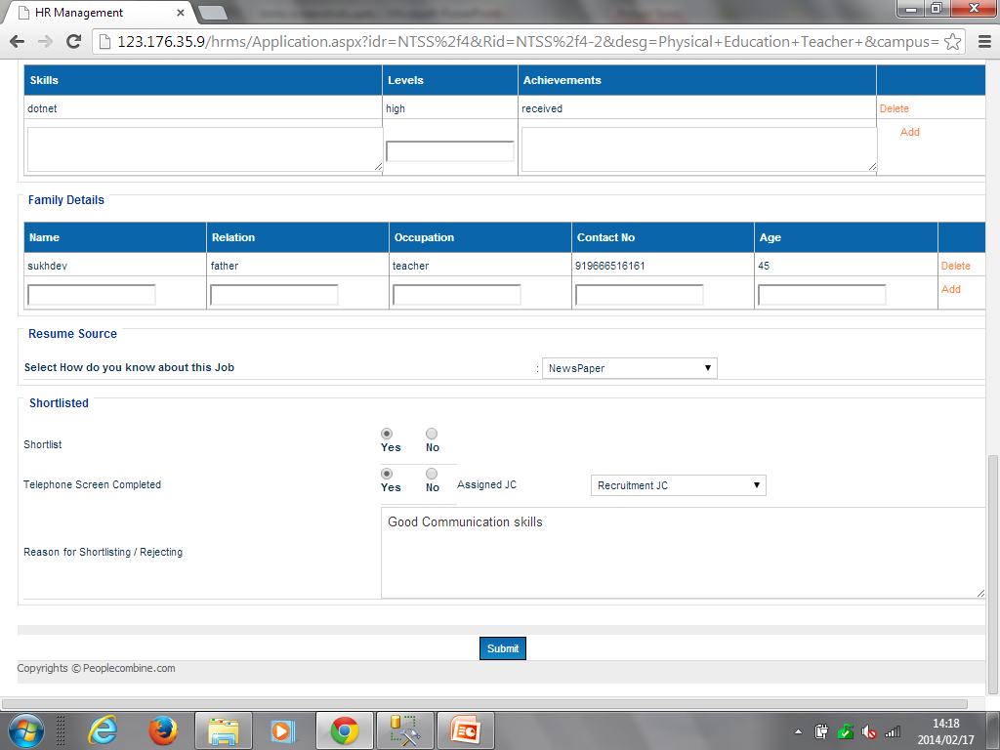 HR Management
123.176.35.9/hrms/Application.aspx?idr=NTSS%2f4&Rid=NTSS%2f4-2&desg=Physical+Education+Teacher+&campus=
Skills Levels Achievements
dotnet high received Delete
Add
Family Details
Name Relation Occupation Contact No Age
sukhdev father teacher 919666516161 45 Delete
Add
Resume Source
Select How do you know about this Job : NewsPaper
Shortlisted
Shortlist Yes No
Telephone Screen Completed Yes No Assigned JC Recruitment JC
Good Communication skills
Reason for Shortlisting / Rejecting
Submit
Copyrights © Peoplecombine.com
14:18
2014/02/17